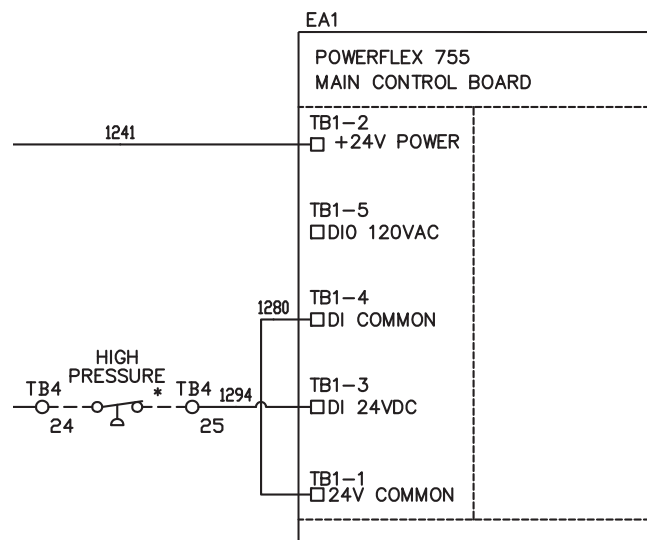 EA1
POWERFLEX 755
MAIN CONTROL BOARD
TB1-2
1241
+24V POWER
TB1-5
DIO 120VAC
TB1-4
1280
DI COMMON
HIGH
PRESSURE
*
TB4
TB4
1294
TB1-3
DI 24VDC
24
25
TB1-1
24V COMMON